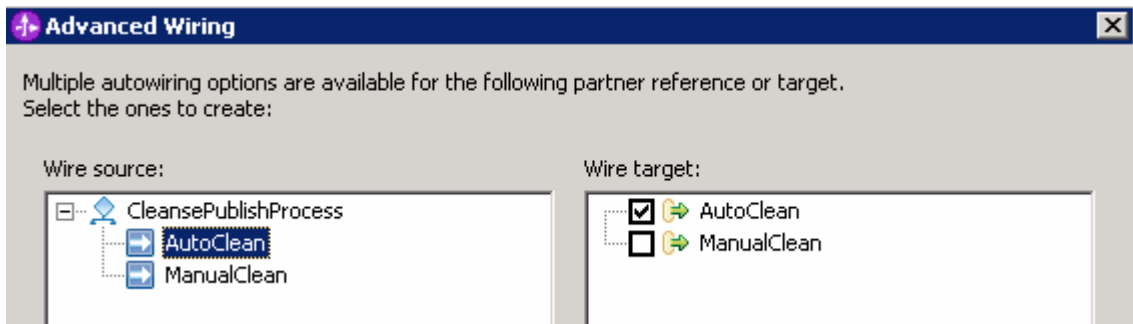 Advanced Wiring
Multiple autowiring options are available for the following partner reference or target.
Select the ones to create:
Wire source:
CleansePublishProcess
AutoClean
ManualClean
Wire target:
AutoClean
ManualClean